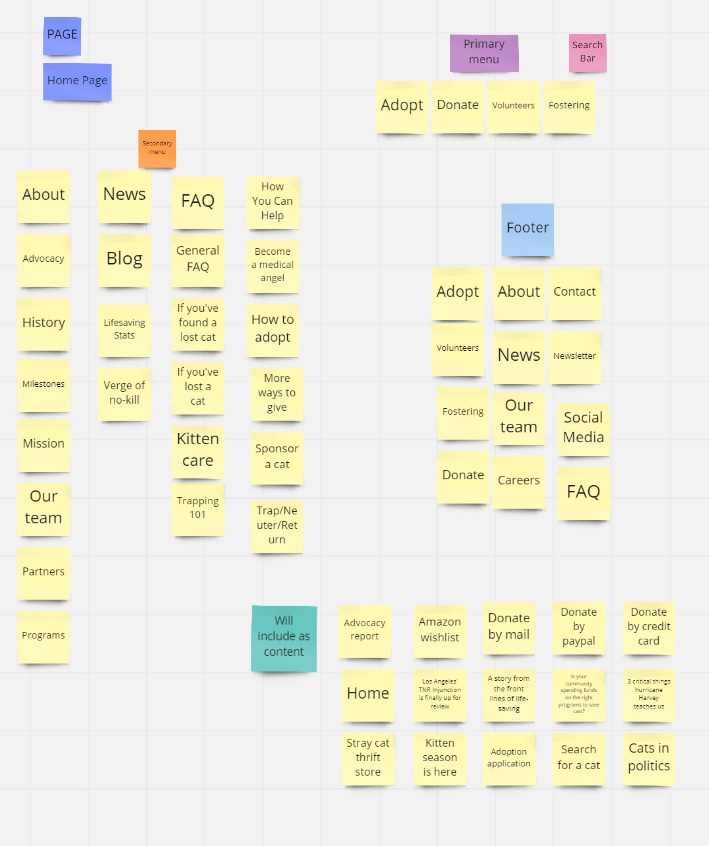 PAGE
Home Page
Primary
menu
Search
Bar
Adopt
Donate
Volunteers
Fostering
Secondary
menu
About
Advocacy
History
Milestones
Mission
Our
team
Partners
Programs
News
Blog
Lifesaving
Stats
Verge of
no-kill
FAQ
General
FAQ
If you've
found a
lost cat
If you've
lost a
cat
Kitten
care
Trapping
101
How
You Can
Help
Become
a medical
angel
How to
adopt
More
ways to
give
Sponsor
a cat
Trap/Ne
uter/Ret
urn
Footer
Adopt
Volunteers
Fostering
Donate
About
News
Our
team
Careers
Contact
Newsletter
Social
Media
FAQ
Will
include as
content
Advocacy
report
Amazon
wishlist
Donate
by mail
Donate
by
paypal
Donate
by credit
card
Home
Los Angeles'
TNR injunction
is finally up for
review
A story from
the front
lines of life-
saving
Is your
community
spending funds
on the right
programs to save
cats?
3 critical things
hurricane
Harvey
teaches us
Stray cat
thrift
store
Kitten
season
is here
Adoption
application
Search
for a cat
Cats in
politics